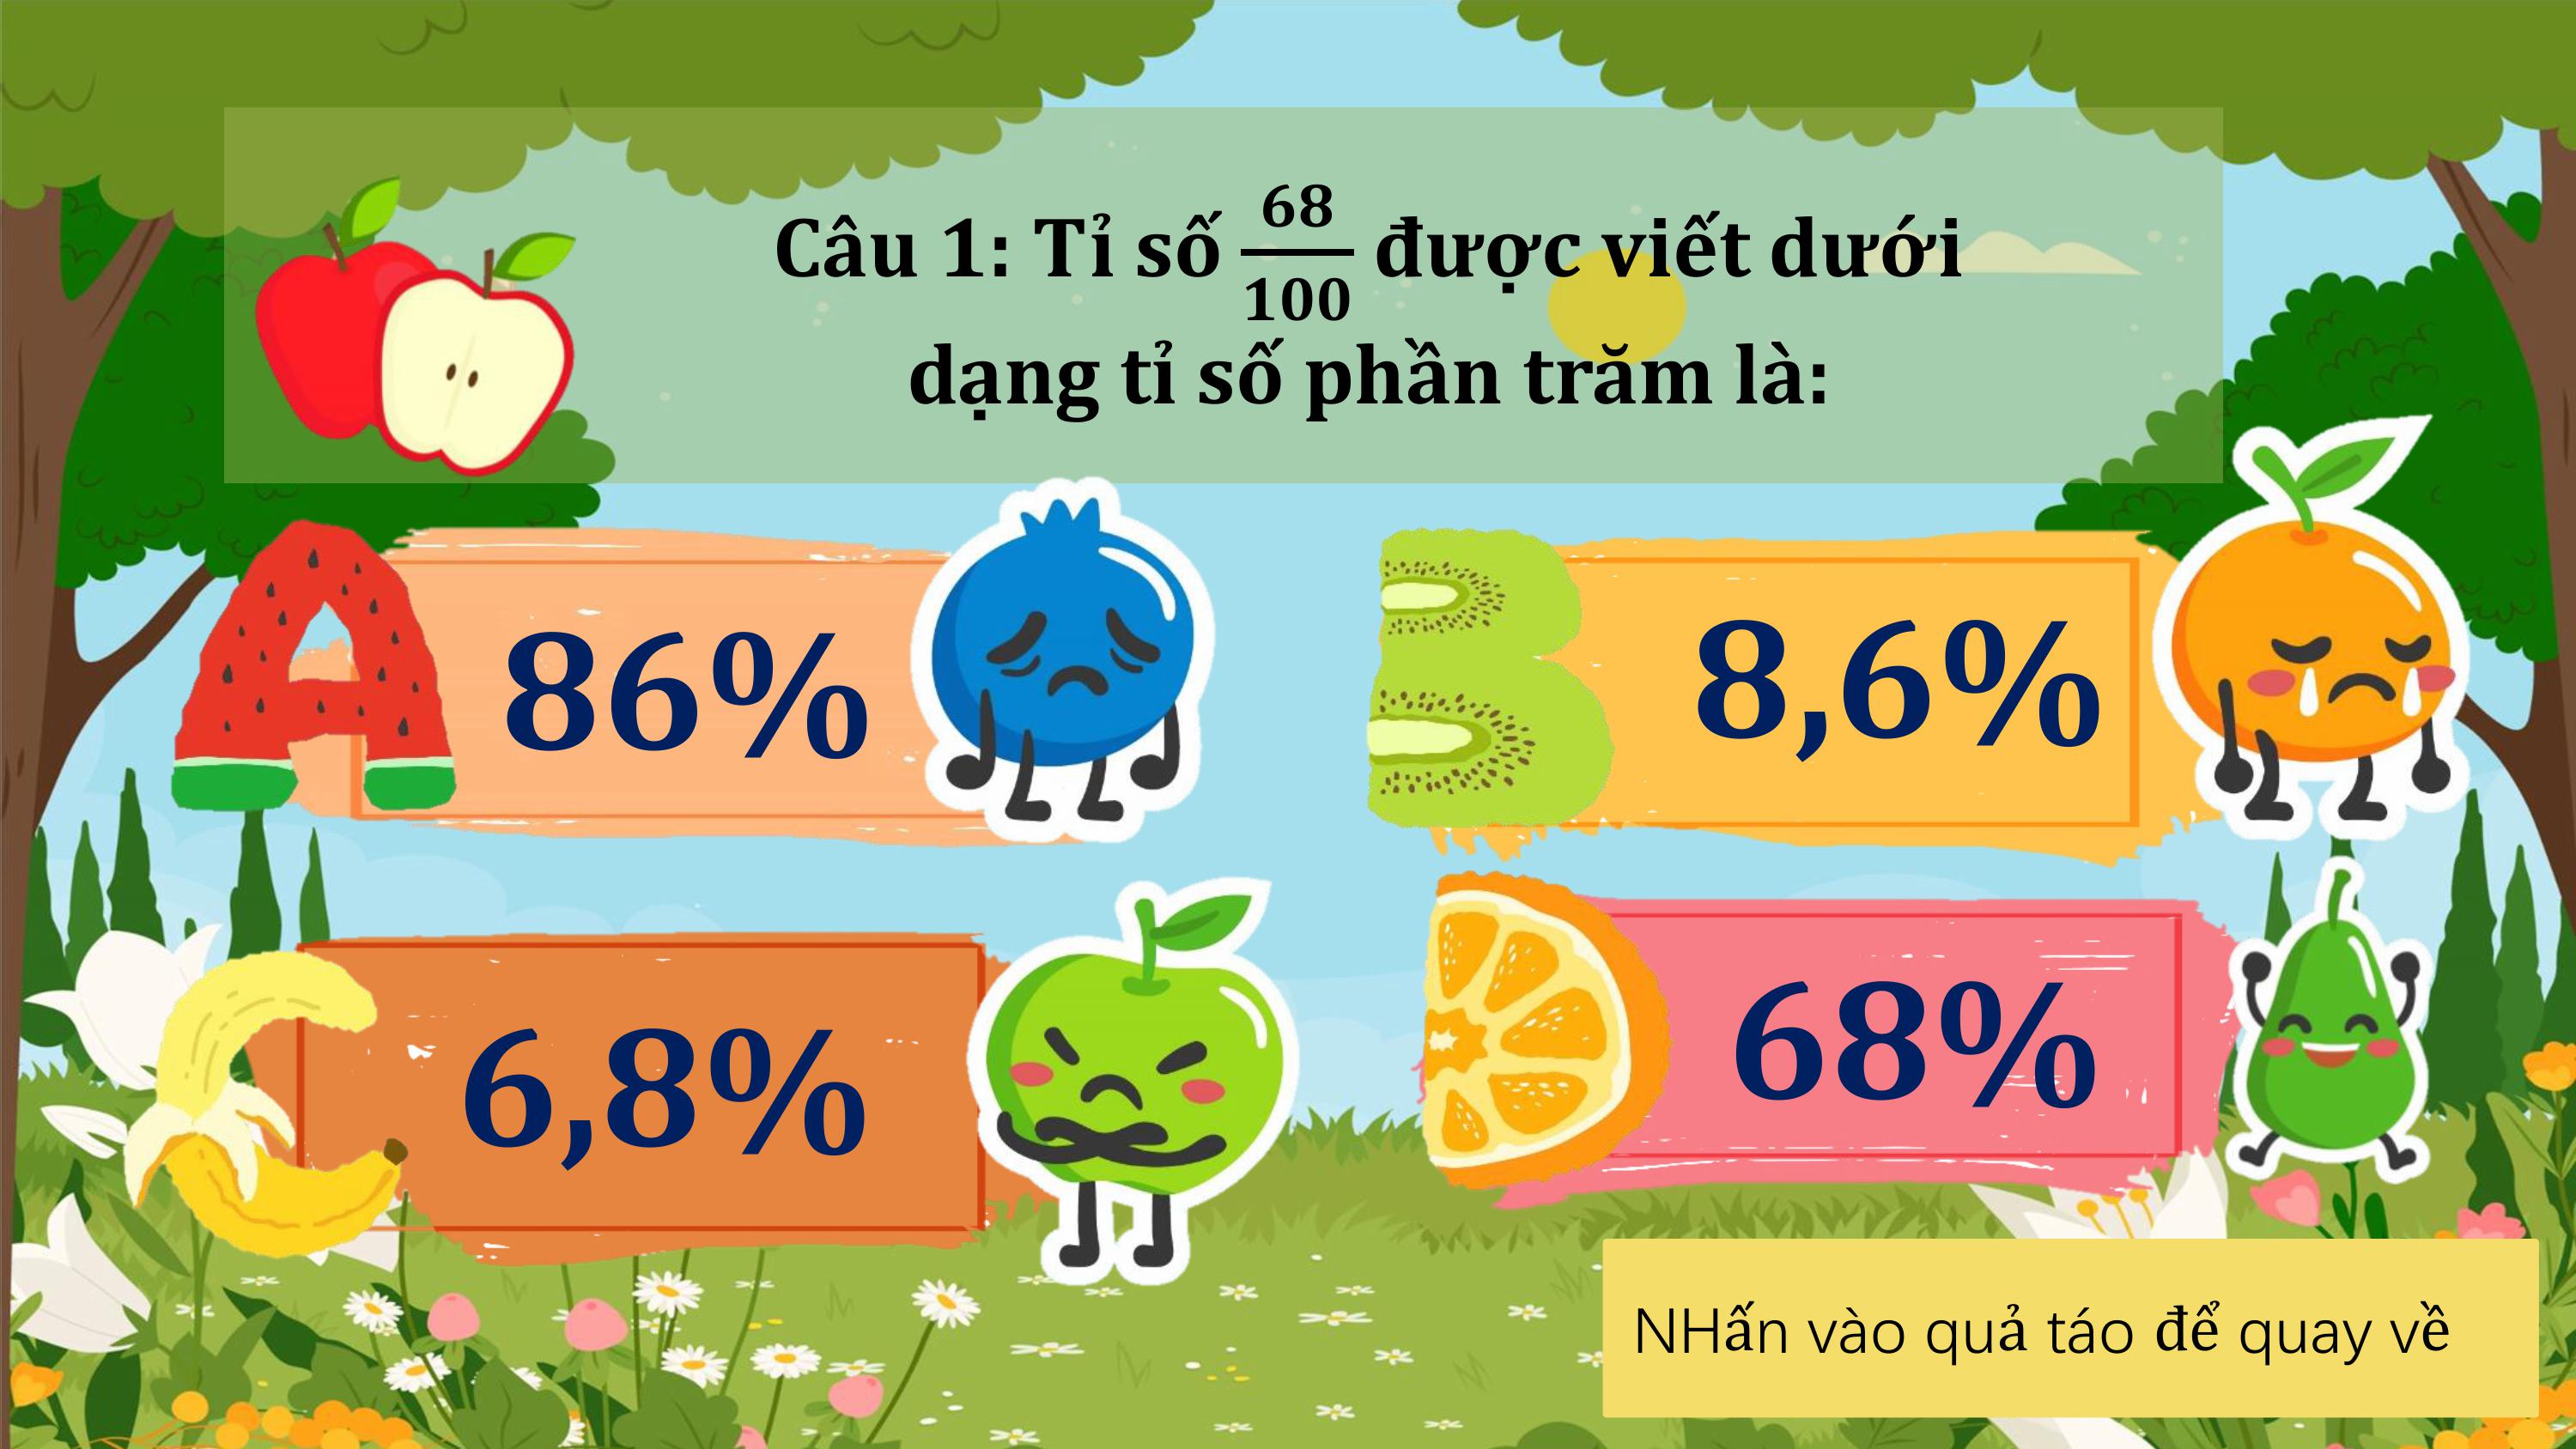 Câu 1: Tỉ số 68/100 được viết dưới
dạng tỉ số phần trăm là:
A 86%
B 8,6%
C 6,8%
D 68%
NHấn vào quả táo để quay về